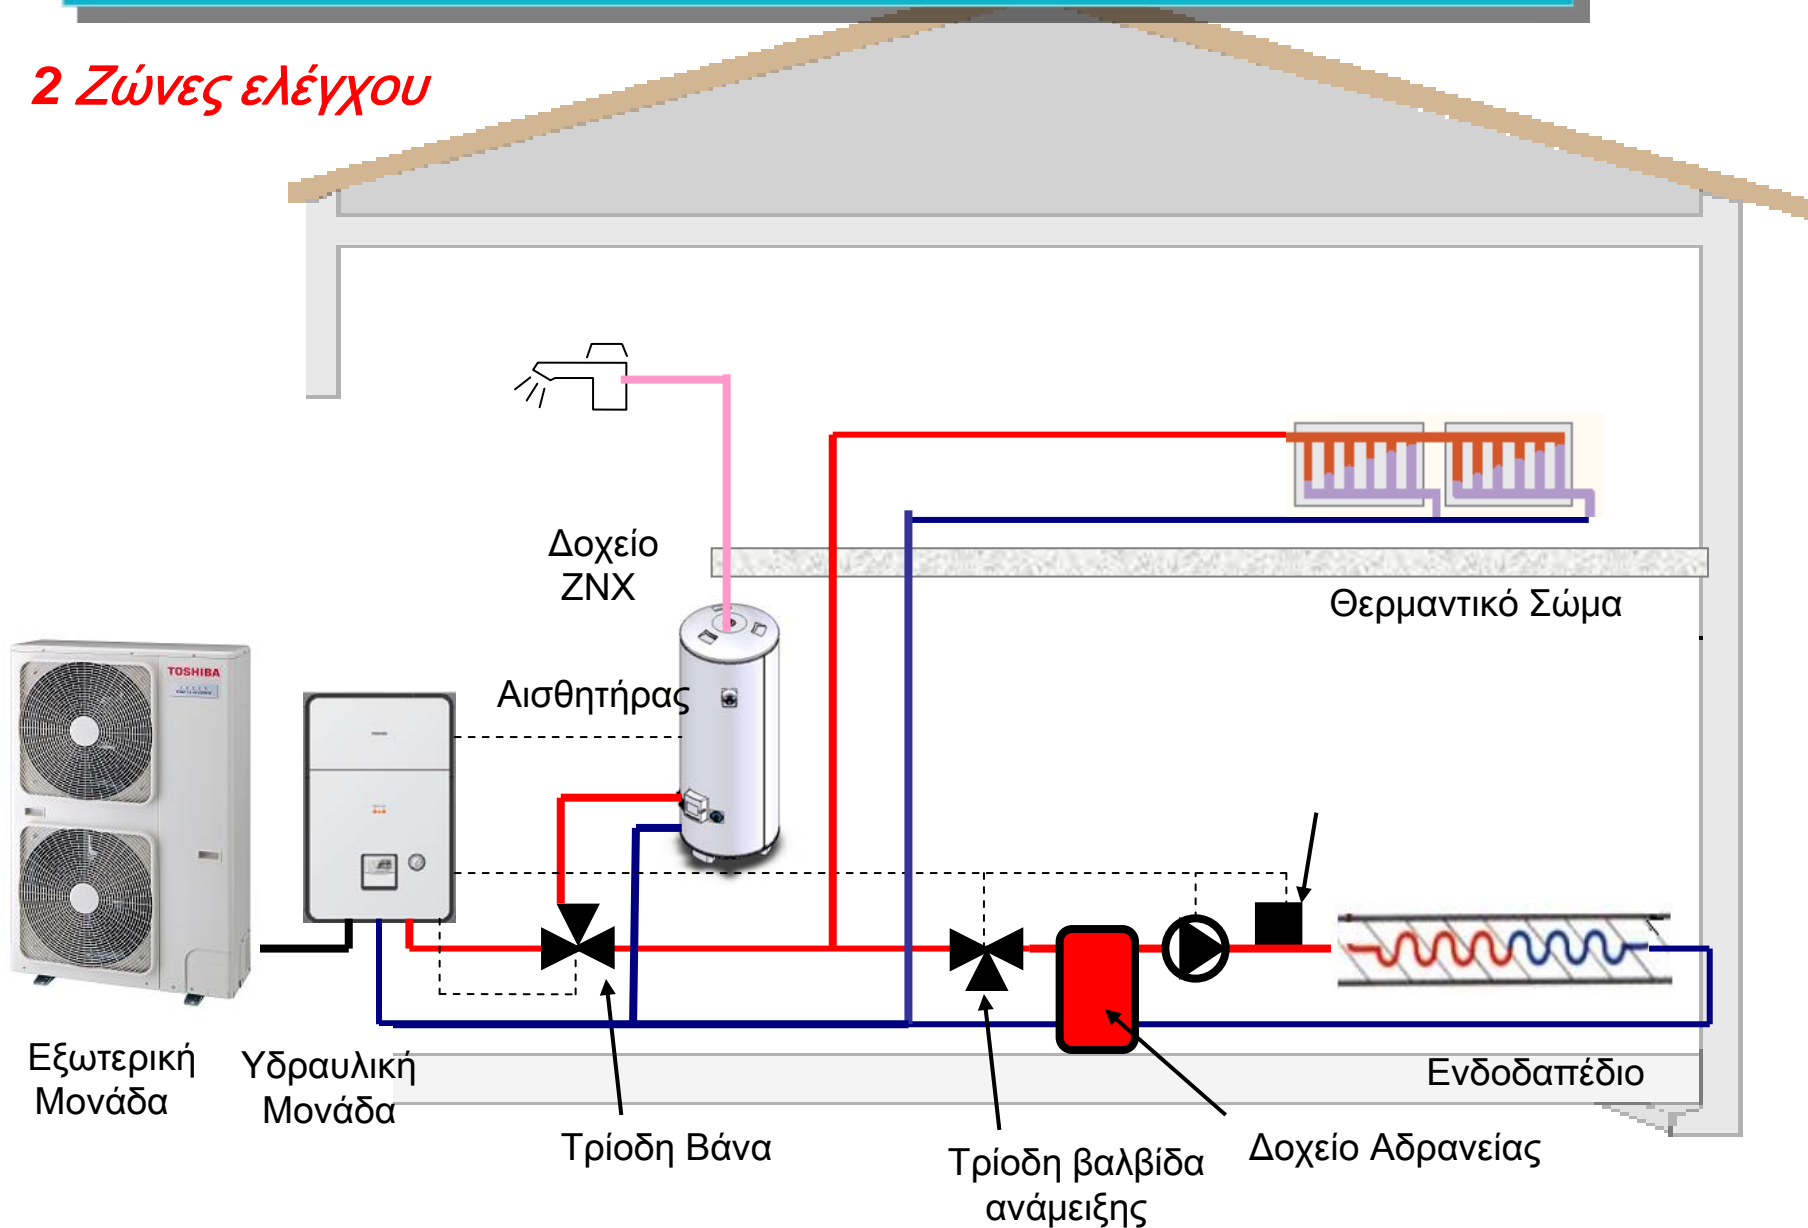 2 Ζώνες ελέγχου
Δοχείο
ΖΝΧ
Θερμαντικό Σώμα
Αισθητήρας
TOSHIBA
Εξωτερική
Μονάδα
Υδραυλική
Μονάδα
Ενδοδαπέδιο
Τρίοδη Βάνα
Τρίοδη βαλβίδα
ανάμειξης
Δοχείο Αδρανείας